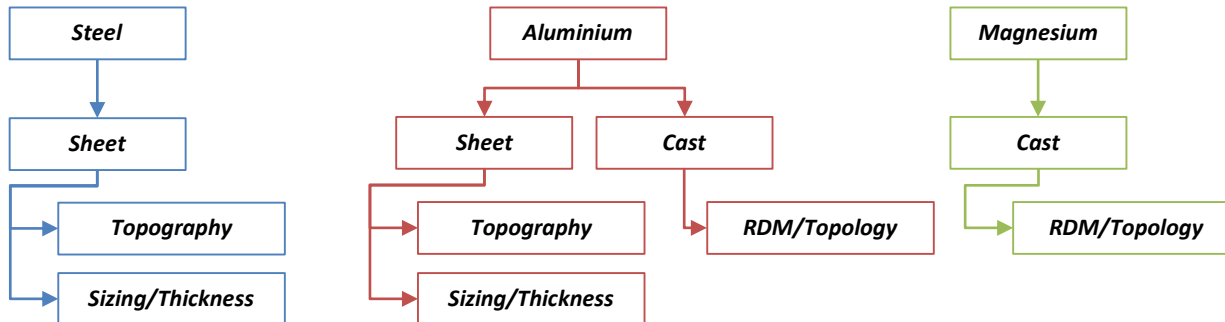 Steel
Aluminium
Magnesium
Sheet
Sheet
Cast
Cast
Topography
Topography
RDM/Topology
RDM/Topology
Sizing/Thickness
Sizing/Thickness